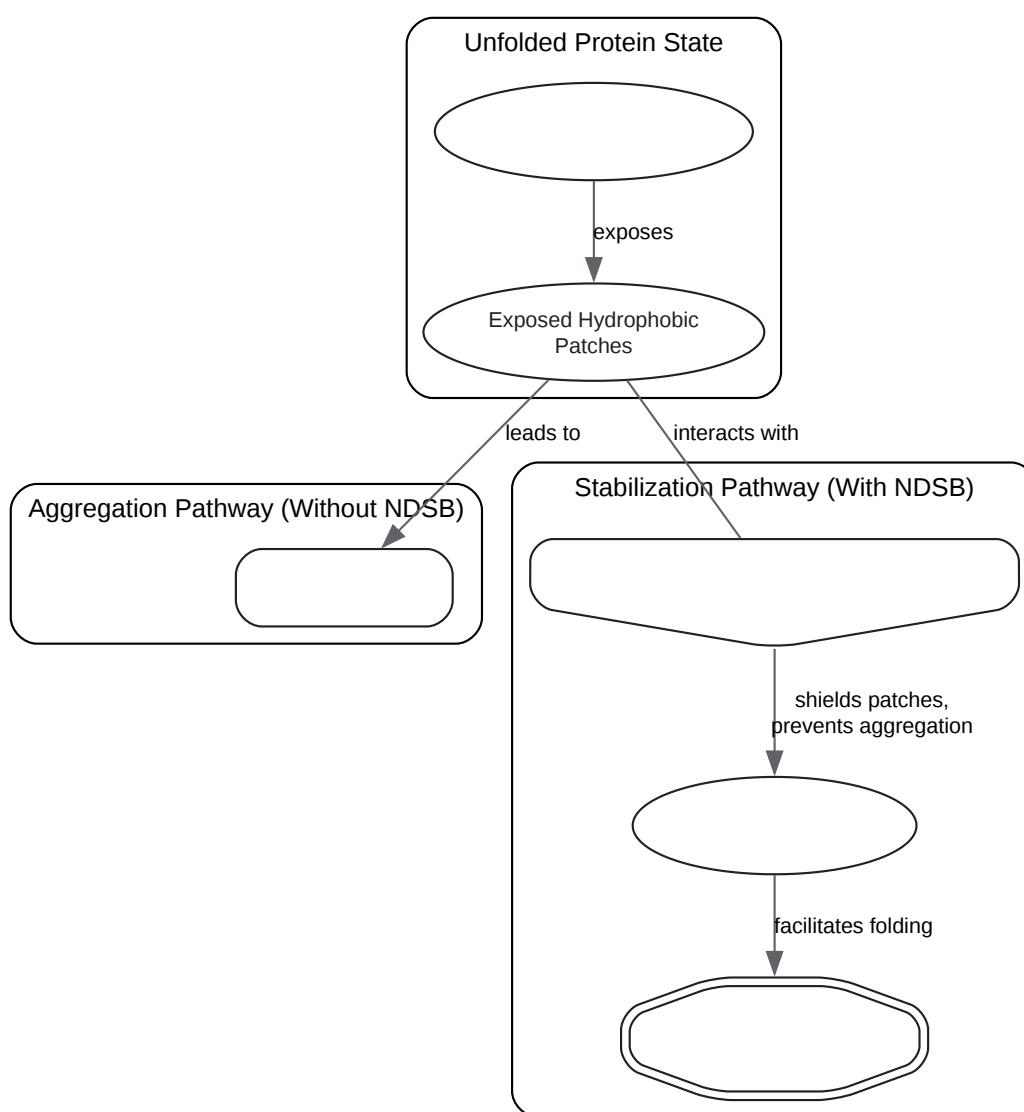 Unfolded Protein State
exposes
Exposed Hydrophobic
Patches
leads to
interacts with
Aggregation Pathway (Without NDSB)
Stabilization Pathway (With NDSB)
shields patches,
prevents aggregation
facilitates folding